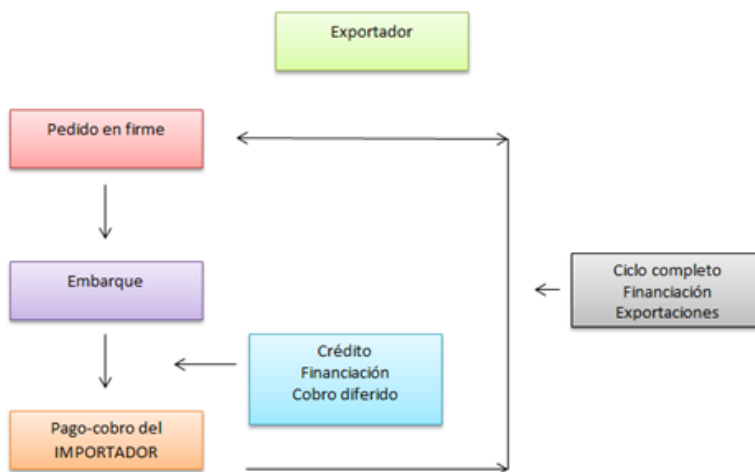 Exportador
Pedido en firme
Embarque
Ciclo completo
Financiación
Exportaciones
Crédito
Financiación
Cobro diferido
Pago-cobro del
IMPORTADOR